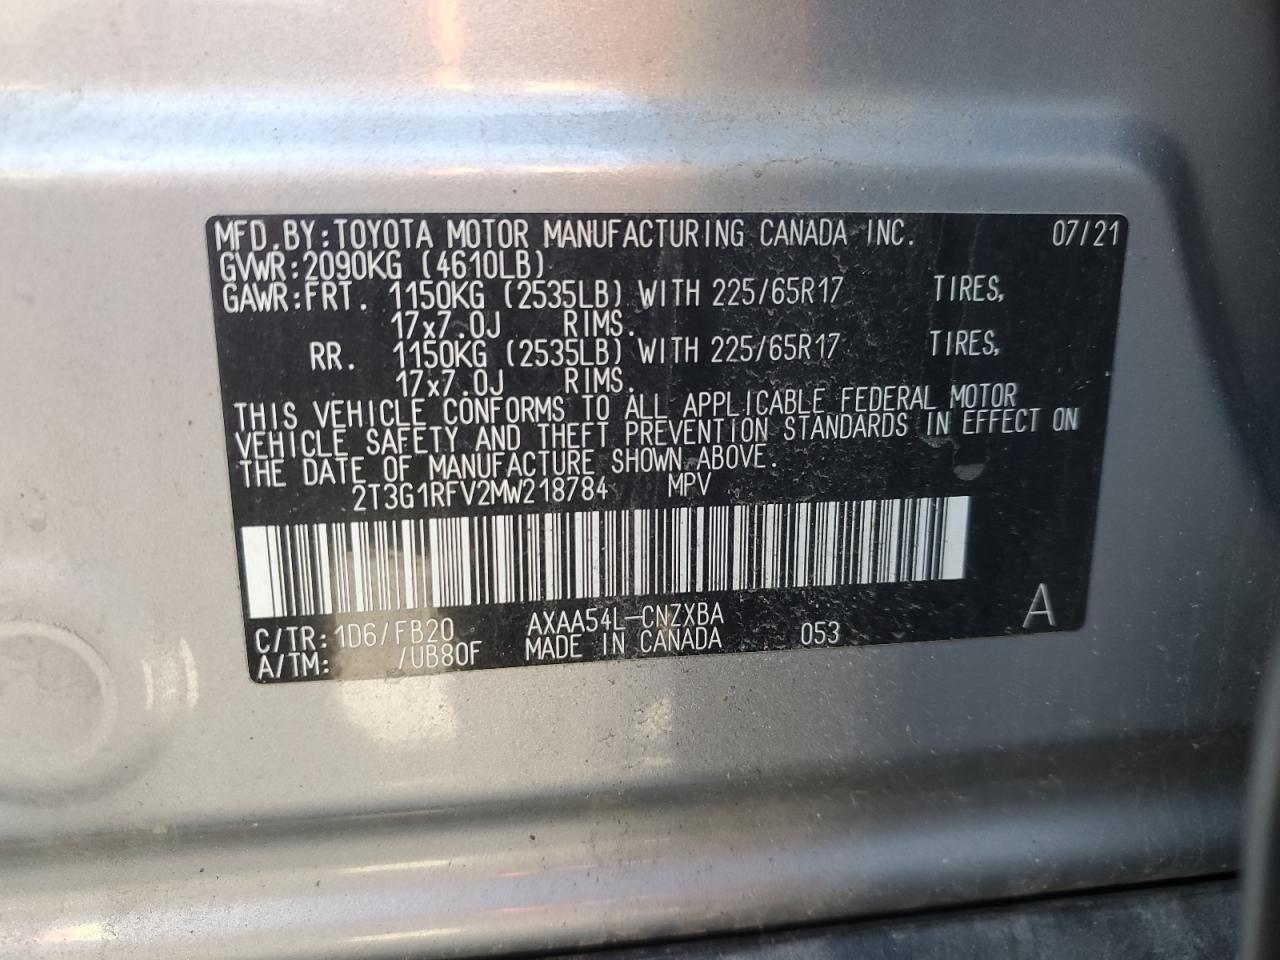 MFD.BY:TOYOTA MOTOR MANUFACTURING CANADA INC. 07/21
GVWR:2090KG (4610LB)
GAWR:FRT. 1150KG (2535LB) WITH 225/65R17 TIRES,
17x7.0J RIMS.
RR. 1150KG (2535LB) WITH 225/65R17 TIRES,
17x7.0J RIMS.
THIS VEHICLE CONFORMS TO ALL APPLICABLE FEDERAL MOTOR
VEHICLE SAFETY AND THEFT PREVENTION STANDARDS IN EFFECT ON
THE DATE OF MANUFACTURE SHOWN ABOVE.
2T3G1RFV2MW218784 MPV
C/TR:1D6/FB20 AXAA54L-CNZXBA A
A/TM: /UB80F MADE IN CANADA 053